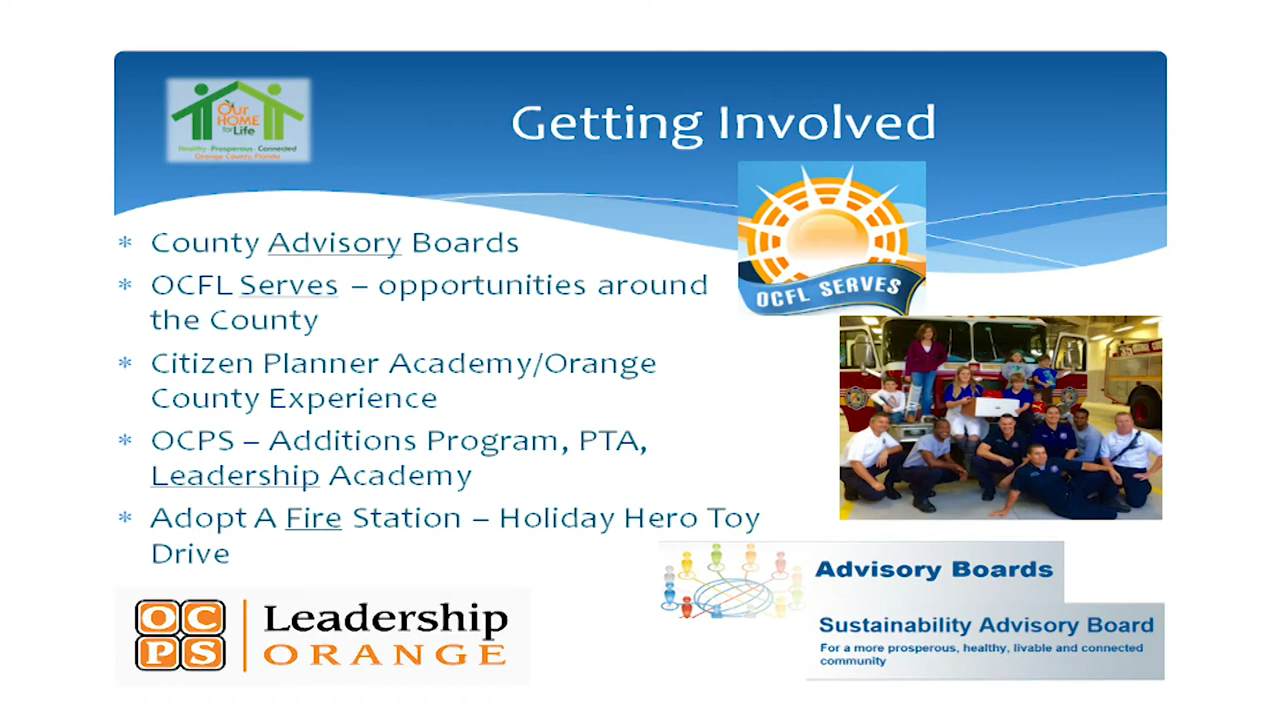 Our
HOME
for Life
Healthy · Prosperous · Connected
Orange County, Florida
Getting Involved
OCFL SERVES
* County Advisory Boards
* OCFL Serves – opportunities around
the County
* Citizen Planner Academy/Orange
County Experience
* OCPS – Additions Program, PTA,
Leadership Academy
* Adopt A Fire Station – Holiday Hero Toy
Drive
OCPS
Leadership
ORANGE
Advisory Boards
Sustainability Advisory Board
For a more prosperous, healthy, livable and connected
community